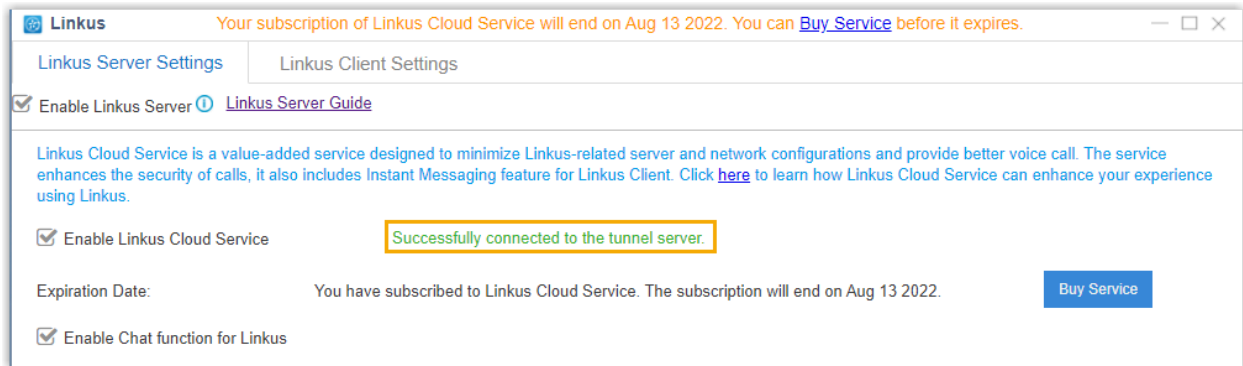 Linkus Your subscription of Linkus Cloud Service will end on Aug 13 2022. You can Buy Service before it expires.
Linkus Server Settings Linkus Client Settings
Enable Linkus Server Linkus Server Guide
Linkus Cloud Service is a value-added service designed to minimize Linkus-related server and network configurations and provide better voice call. The service
enhances the security of calls, it also includes Instant Messaging feature for Linkus Client. Click here to learn how Linkus Cloud Service can enhance your experience
using Linkus.
Enable Linkus Cloud Service Successfully connected to the tunnel server.
Expiration Date: You have subscribed to Linkus Cloud Service. The subscription will end on Aug 13 2022. Buy Service
Enable Chat function for Linkus